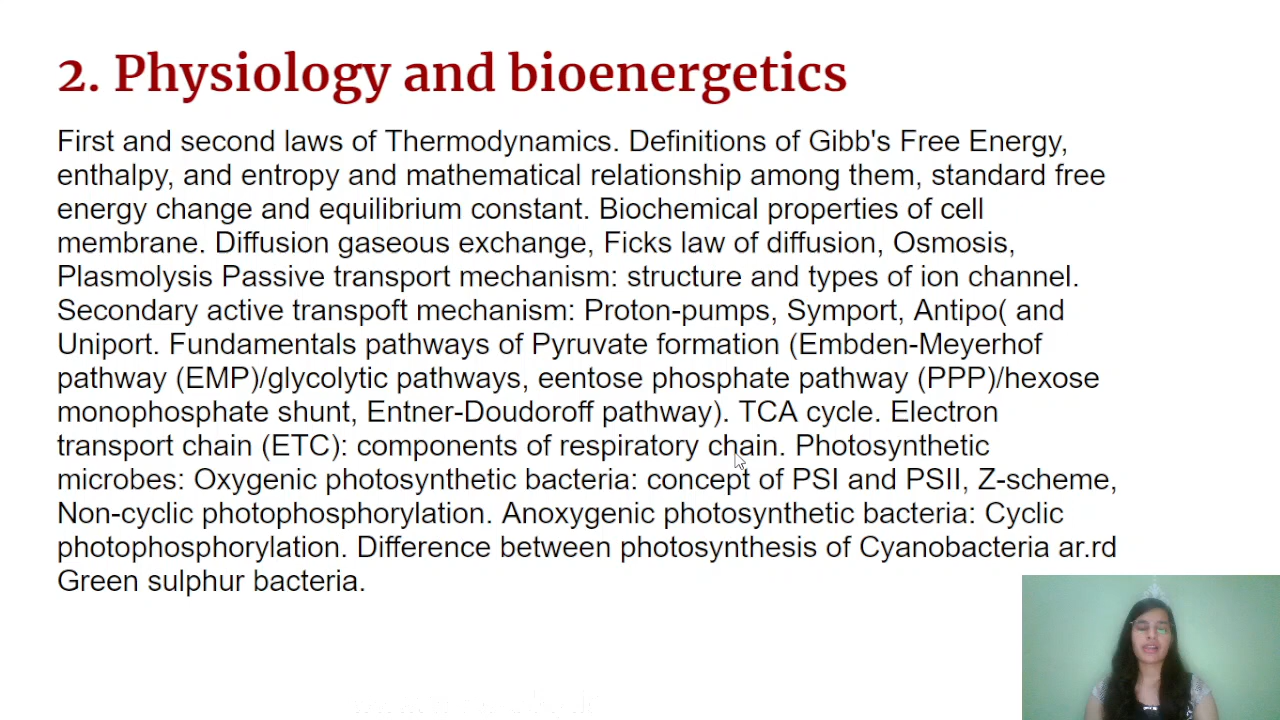 2. Physiology and bioenergetics
First and second laws of Thermodynamics. Definitions of Gibb's Free Energy,
enthalpy, and entropy and mathematical relationship among them, standard free
energy change and equilibrium constant. Biochemical properties of cell
membrane. Diffusion gaseous exchange, Ficks law of diffusion, Osmosis,
Plasmolysis Passive transport mechanism: structure and types of ion channel.
Secondary active transpoft mechanism: Proton-pumps, Symport, Antipo( and
Uniport. Fundamentals pathways of Pyruvate formation (Embden-Meyerhof
pathway (EMP)/glycolytic pathways, eentose phosphate pathway (PPP)/hexose
monophosphate shunt, Entner-Doudoroff pathway). TCA cycle. Electron
transport chain (ETC): components of respiratory chain. Photosynthetic
microbes: Oxygenic photosynthetic bacteria: concept of PSI and PSII, Z-scheme,
Non-cyclic photophosphorylation. Anoxygenic photosynthetic bacteria: Cyclic
photophosphorylation. Difference between photosynthesis of Cyanobacteria ar.rd
Green sulphur bacteria.